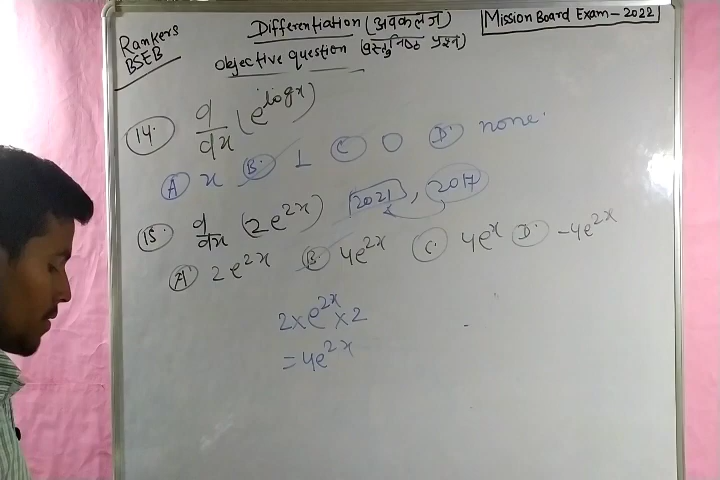 Rankers
BSEB
Differentiation (अवकलज)
Mission Board Exam - 2022
objective question (वस्तुनिष्ठ प्रश्न)
14. d/dx (e^logx)
A x B. 1 C 0 D. none.
15. d/dx (2e^2x) [2021], 2017
A 2e^2x B. 4e^2x C. 4e^x D. -4e^2x
2×e^2x×2
=4e^2x